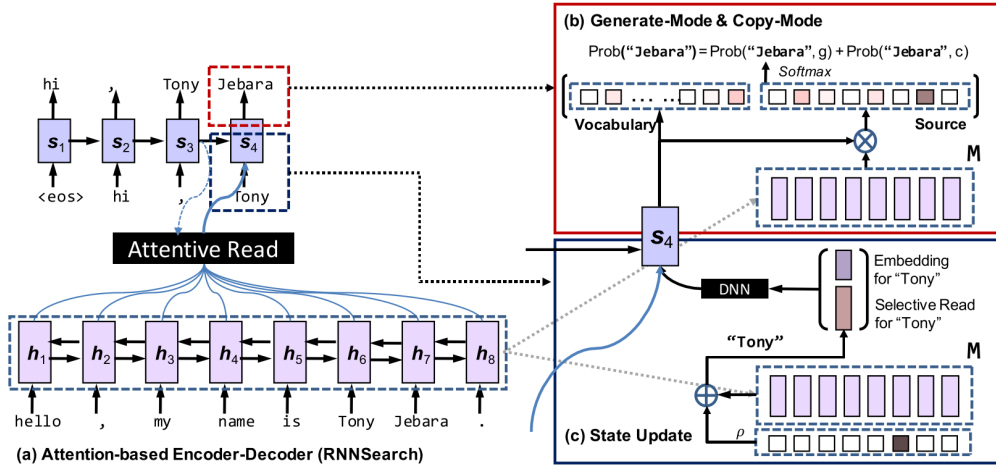 hi , Tony Jebara
s1 s2 s3 s4
<eos> hi , Tony
Attentive Read
h1 h2 h3 h4 h5 h6 h7 h8
hello , my name is Tony Jebara .
(a) Attention-based Encoder-Decoder (RNNSearch)
(b) Generate-Mode & Copy-Mode
Prob(“Jebara”) = Prob(“Jebara”, g) + Prob(“Jebara”, c)
Softmax
... ...
Vocabulary Source
M
s4
DNN
Embedding
for “Tony”
Selective Read
for “Tony”
“Tony”
M
ρ
(c) State Update